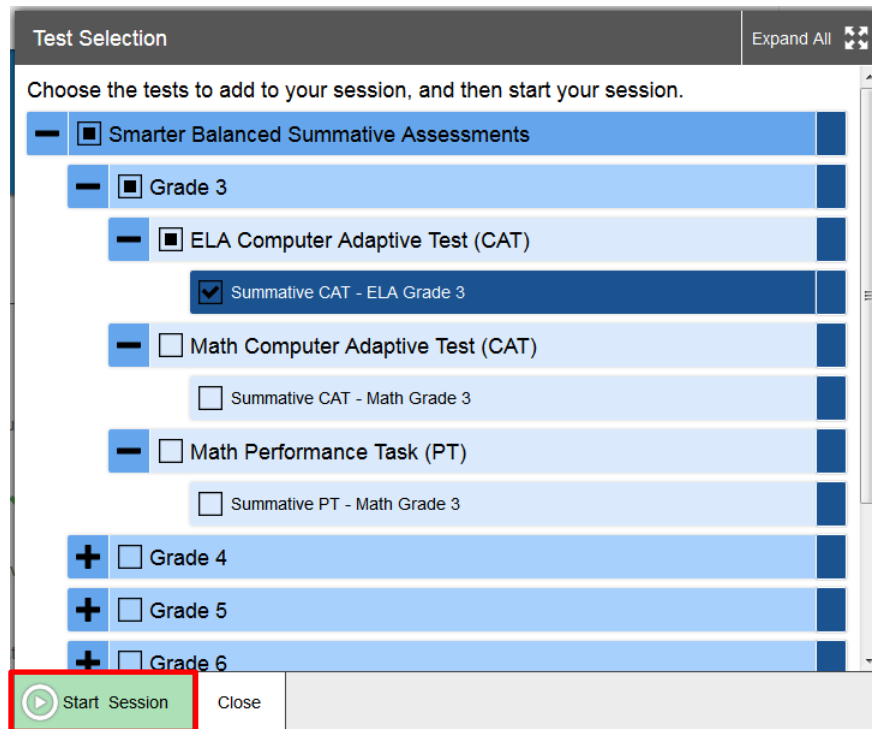 Test Selection
Expand All
Choose the tests to add to your session, and then start your session.
Smarter Balanced Summative Assessments
Grade 3
ELA Computer Adaptive Test (CAT)
Summative CAT - ELA Grade 3
Math Computer Adaptive Test (CAT)
Summative CAT - Math Grade 3
Math Performance Task (PT)
Summative PT - Math Grade 3
Grade 4
Grade 5
Grade 6
Start Session
Close